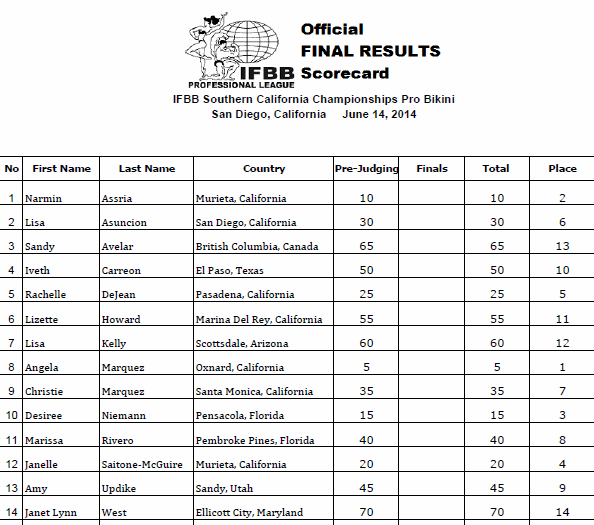 Official
FINAL RESULTS
IFBB Scorecard
PROFESSIONAL LEAGUE
IFBB Southern California Championships Pro Bikini
San Diego, California June 14, 2014
No First Name Last Name Country Pre-Judging Finals Total Place
1 Narmin Assria Murieta, California 10 10 2
2 Lisa Asuncion San Diego, California 30 30 6
3 Sandy Avelar British Columbia, Canada 65 65 13
4 Iveth Carreon El Paso, Texas 50 50 10
5 Rachelle DeJean Pasadena, California 25 25 5
6 Lizette Howard Marina Del Rey, California 55 55 11
7 Lisa Kelly Scottsdale, Arizona 60 60 12
8 Angela Marquez Oxnard, California 5 5 1
9 Christie Marquez Santa Monica, California 35 35 7
10 Desiree Niemann Pensacola, Florida 15 15 3
11 Marissa Rivero Pembroke Pines, Florida 40 40 8
12 Janelle Saitone-McGuire Murieta, California 20 20 4
13 Amy Updike Sandy, Utah 45 45 9
14 Janet Lynn West Ellicott City, Maryland 70 70 14